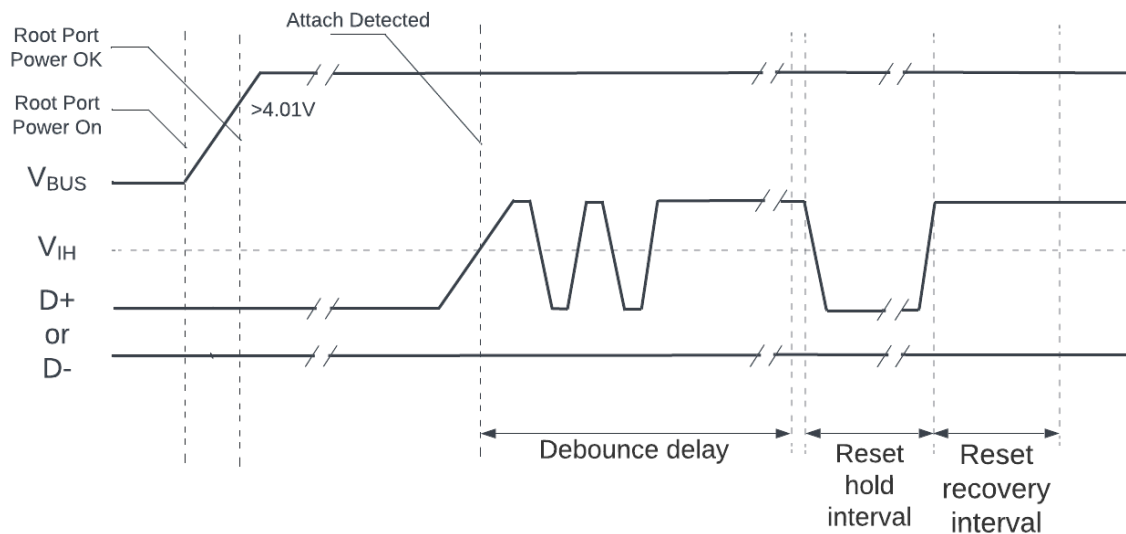 Root Port
Power OK
Attach Detected
Root Port
Power On
>4.01V
VBUS
VIH
D+
or
D-
Debounce delay
Reset
hold
interval
Reset
recovery
interval